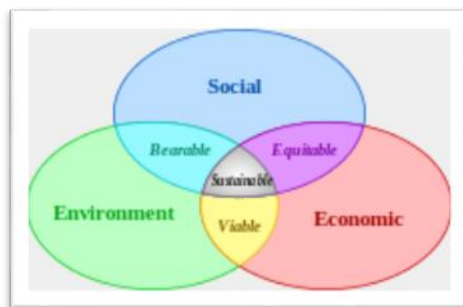 Social
Bearable
Equitable
Sustainable
Environment
Viable
Economic